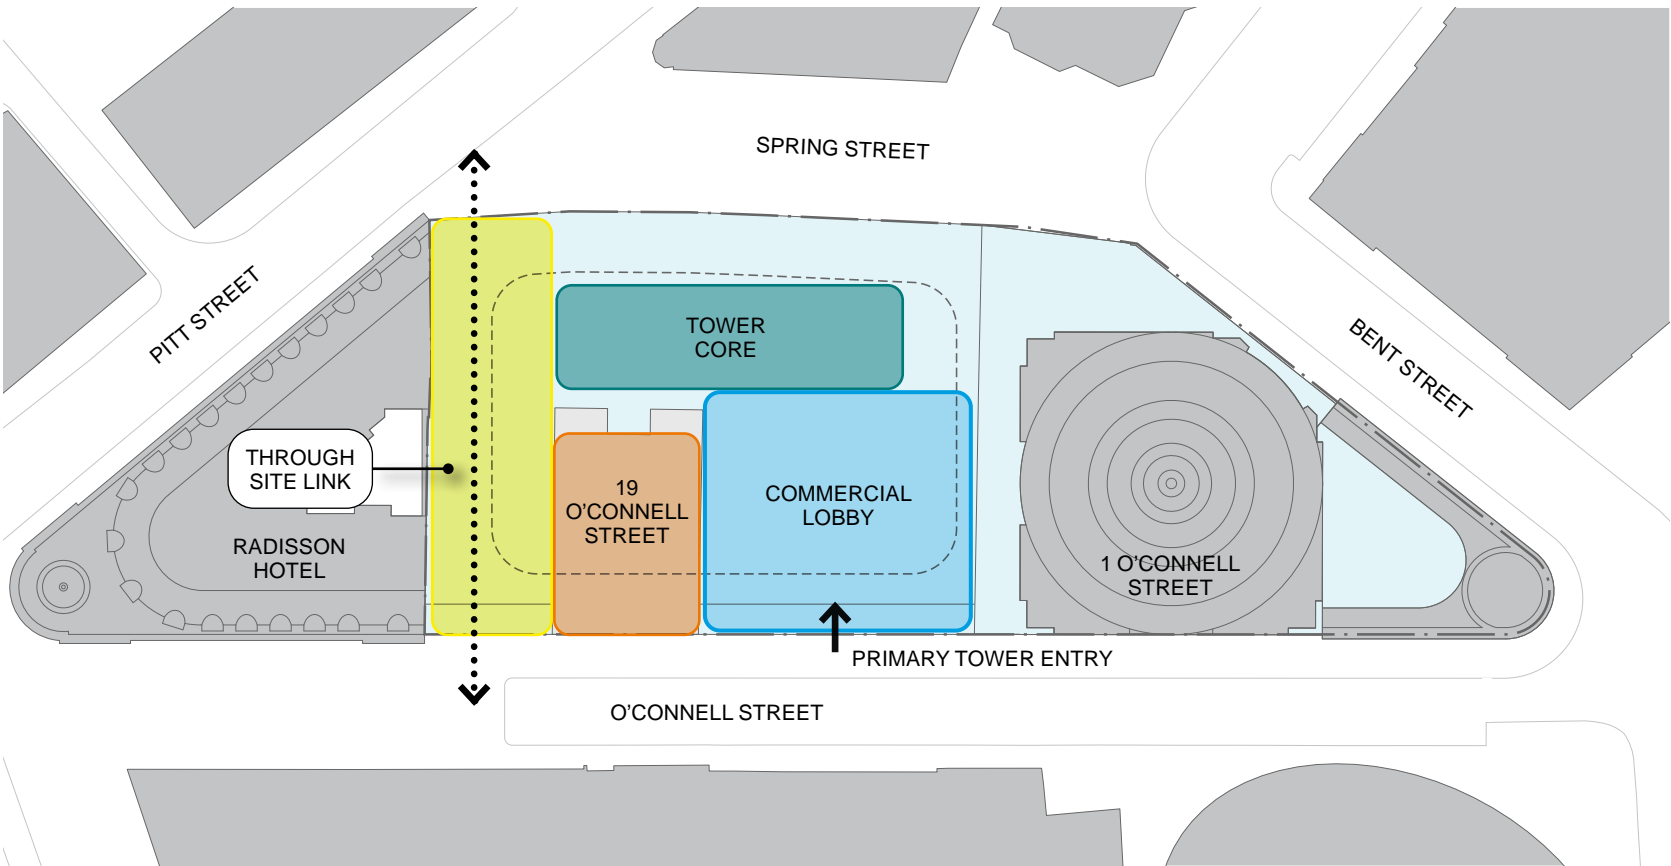 SPRING STREET
PITT STREET
BENT STREET
TOWER
CORE
THROUGH
SITE LINK
19
O'CONNELL
STREET
COMMERCIAL
LOBBY
RADISSON
HOTEL
1 O'CONNELL
STREET
PRIMARY TOWER ENTRY
O'CONNELL STREET